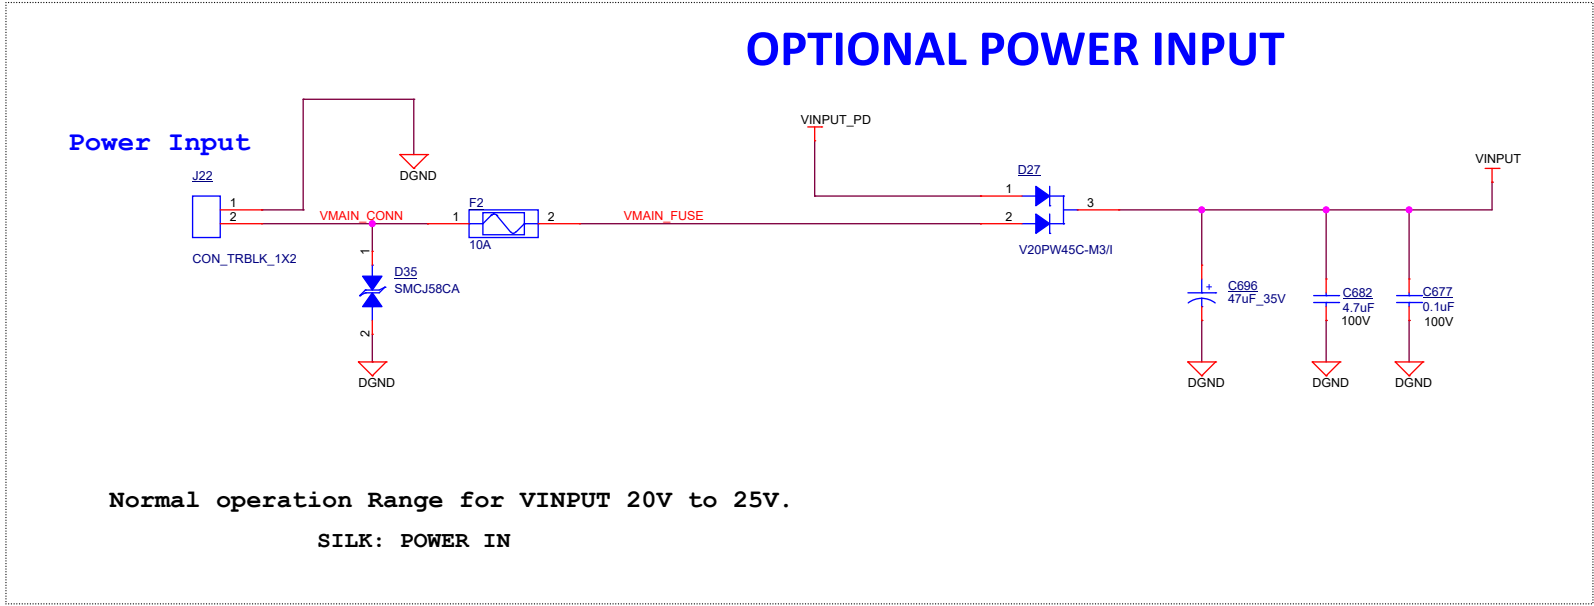 OPTIONAL POWER INPUT
Power Input
J22
1
2
CON_TRBLK_1X2
DGND
VMAIN_CONN
1
F2
10A
2
VMAIN_FUSE
1
D35
SMCJ58CA
2
DGND
VINPUT_PD
D27
1
2
3
V20PW45C-M3/I
VINPUT
+
C696
47uF_35V
DGND
C682
4.7uF
100V
DGND
C677
0.1uF
100V
DGND
Normal operation Range for VINPUT 20V to 25V.
SILK: POWER IN